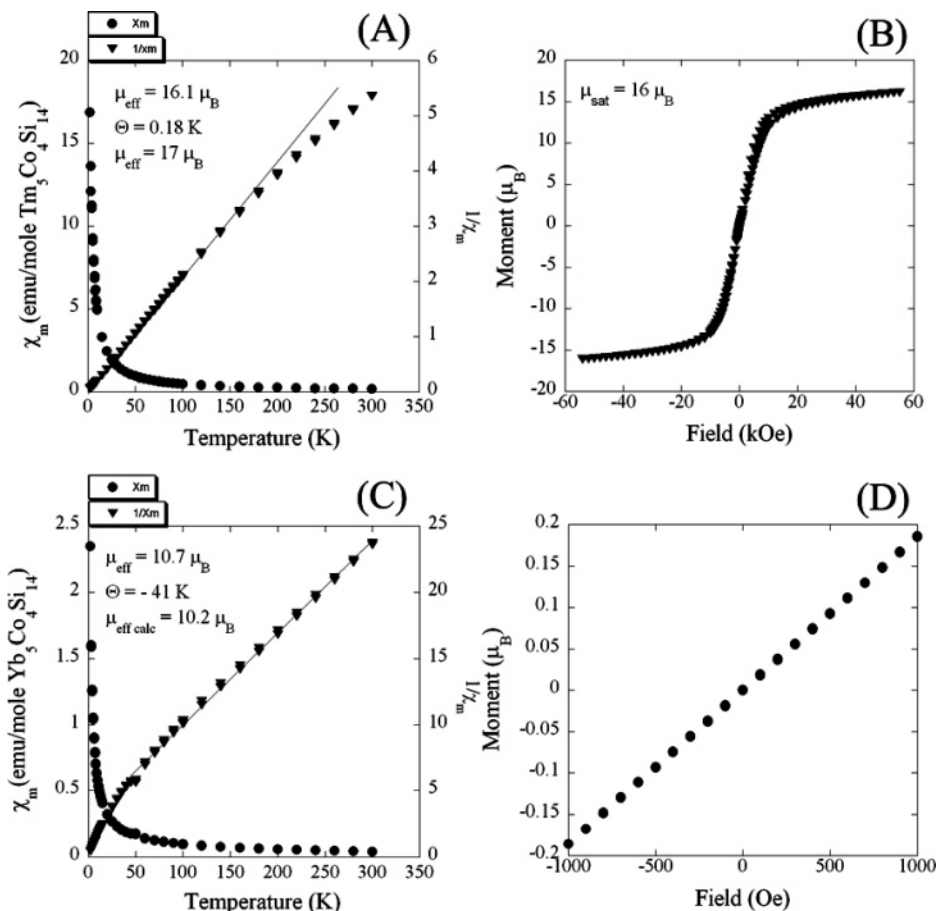 (A)
Xm
1/xm
μeff = 16.1 μB
Θ = 0.18 K
μeff = 17 μB
20
15
10
5
0
6
5
4
3
2
1
0
0 50 100 150 200 250 300 350
χm (emu/mole Tm5Co4Si14)
1/χm
Temperature (K)
(B)
μsat = 16 μB
20
15
10
5
0
-5
-10
-15
-20
-60 -40 -20 0 20 40 60
Moment (μB)
Field (kOe)
(C)
Xm
1/Xm
μeff = 10.7 μB
Θ = - 41 K
μeff calc = 10.2 μB
2.5
2
1.5
1
0.5
0
25
20
15
10
5
0
0 50 100 150 200 250 300 350
χm (emu/mole Yb5Co4Si14)
1/χm
Temperature (K)
(D)
0.2
0.15
0.1
0.05
0
-0.05
-0.1
-0.15
-0.2
-1000 -500 0 500 1000
Moment (μB)
Field (Oe)